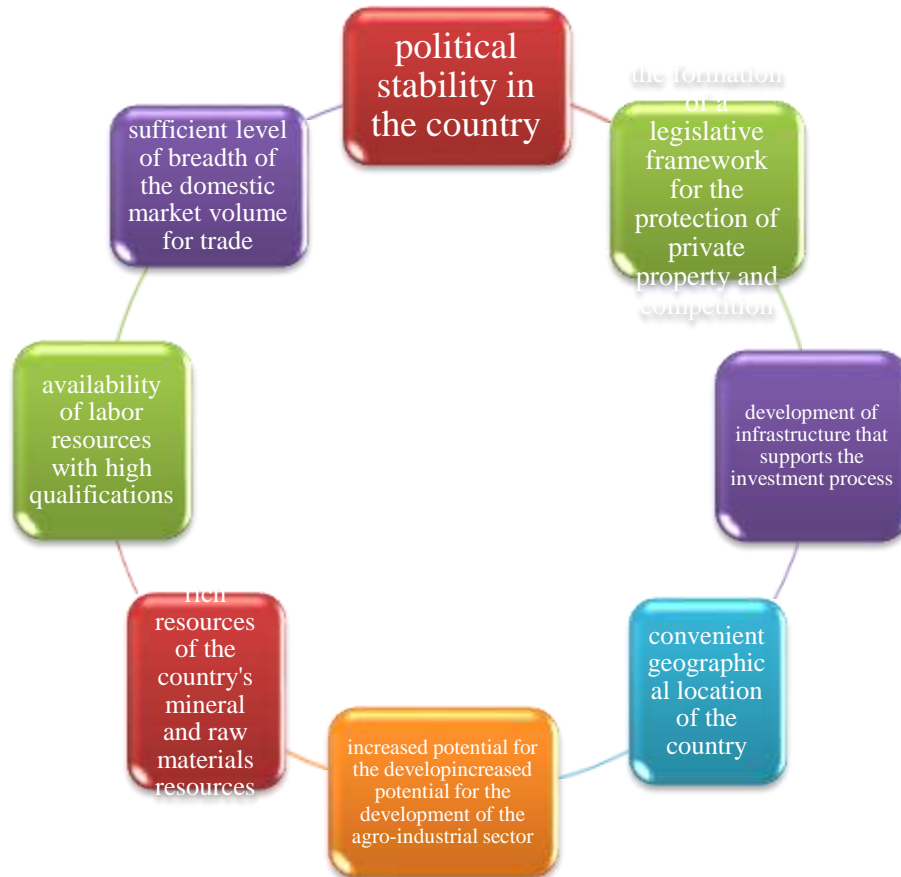 political
stability in
the country
the formation
of a
legislative
framework
for the
protection of
private
property and
competition
development of
infrastructure that
supports the
investment process
convenient
geographic
al location
of the
country
increased potential for
the developincreased
potential for the
development of the
agro-industrial sector
rich
resources
of the
country's
mineral
and raw
materials
resources
availability
of labor
resources
with high
qualifications
sufficient level
of breadth of
the domestic
market volume
for trade